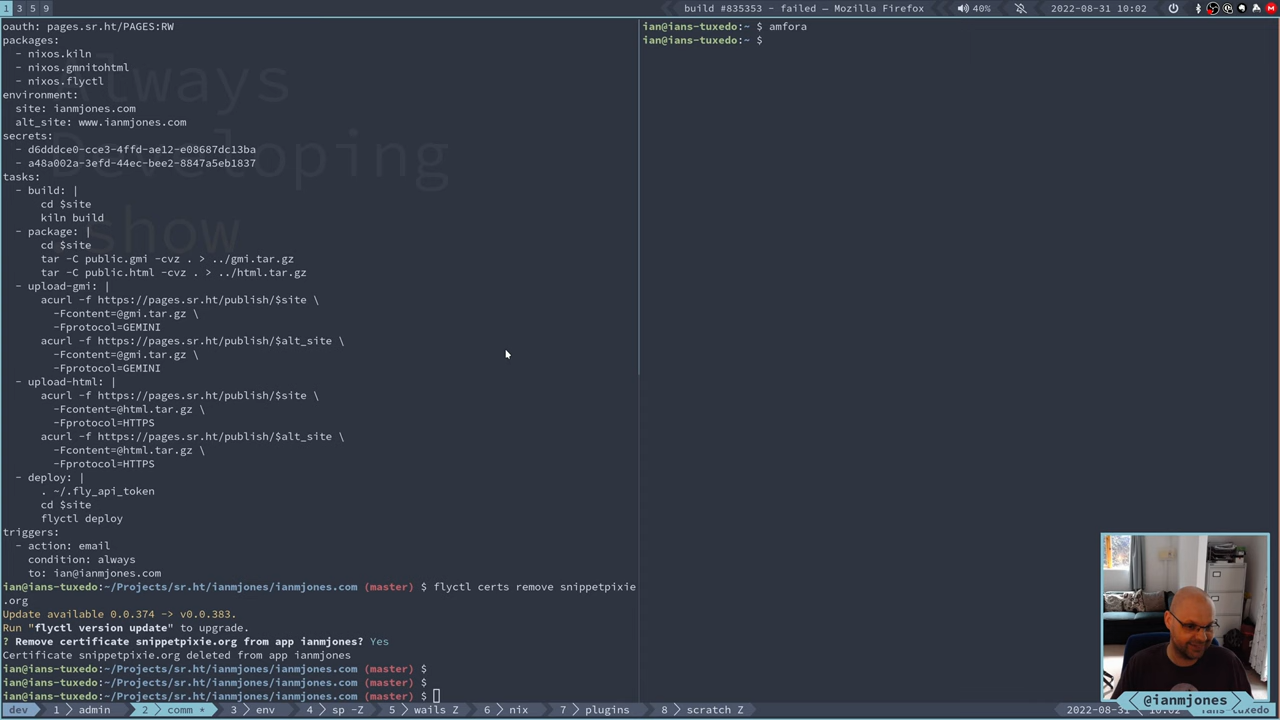 1 3 5 9 build #835353 - failed — Mozilla Firefox 40% 2022-08-31 10:02
oauth: pages.sr.ht/PAGES:RW
packages:
- nixos.kiln
- nixos.gmnitohtml
- nixos.flyctl
environment:
site: ianmjones.com
alt_site: www.ianmjones.com
secrets:
- d6dddce0-cce3-4ffd-ae12-e08687dc13ba
- a48a002a-3efd-44ec-bee2-8847a5eb1837
tasks:
- build: |
cd $site
kiln build
- package: |
cd $site
tar -C public.gmi -cvz . > ../gmi.tar.gz
tar -C public.html -cvz . > ../html.tar.gz
- upload-gmi: |
acurl -f https://pages.sr.ht/publish/$site \
-Fcontent=@gmi.tar.gz \
-Fprotocol=GEMINI
acurl -f https://pages.sr.ht/publish/$alt_site \
-Fcontent=@gmi.tar.gz \
-Fprotocol=GEMINI
- upload-html: |
acurl -f https://pages.sr.ht/publish/$site \
-Fcontent=@html.tar.gz \
-Fprotocol=HTTPS
acurl -f https://pages.sr.ht/publish/$alt_site \
-Fcontent=@html.tar.gz \
-Fprotocol=HTTPS
- deploy: |
. ~/.fly_api_token
cd $site
flyctl deploy
triggers:
- action: email
condition: always
to: ian@ianmjones.com
ian@ians-tuxedo:~/Projects/sr.ht/ianmjones/ianmjones.com (master) $ flyctl certs remove snippetpixie
.org
Update available 0.0.374 -> v0.0.383.
Run "flyctl version update" to upgrade.
? Remove certificate snippetpixie.org from app ianmjones? Yes
Certificate snippetpixie.org deleted from app ianmjones
ian@ians-tuxedo:~/Projects/sr.ht/ianmjones/ianmjones.com (master) $
ian@ians-tuxedo:~/Projects/sr.ht/ianmjones/ianmjones.com (master) $
ian@ians-tuxedo:~/Projects/sr.ht/ianmjones/ianmjones.com (master) $
Always
Developing
Show
ian@ians-tuxedo:~ $ amfora
ian@ians-tuxedo:~ $
@ianmjones
dev 1 admin 2 comm * 3 env 4 sp -Z 5 wails Z 6 nix 7 plugins 8 scratch Z 2022-08-31 10:02 ians-tuxedo